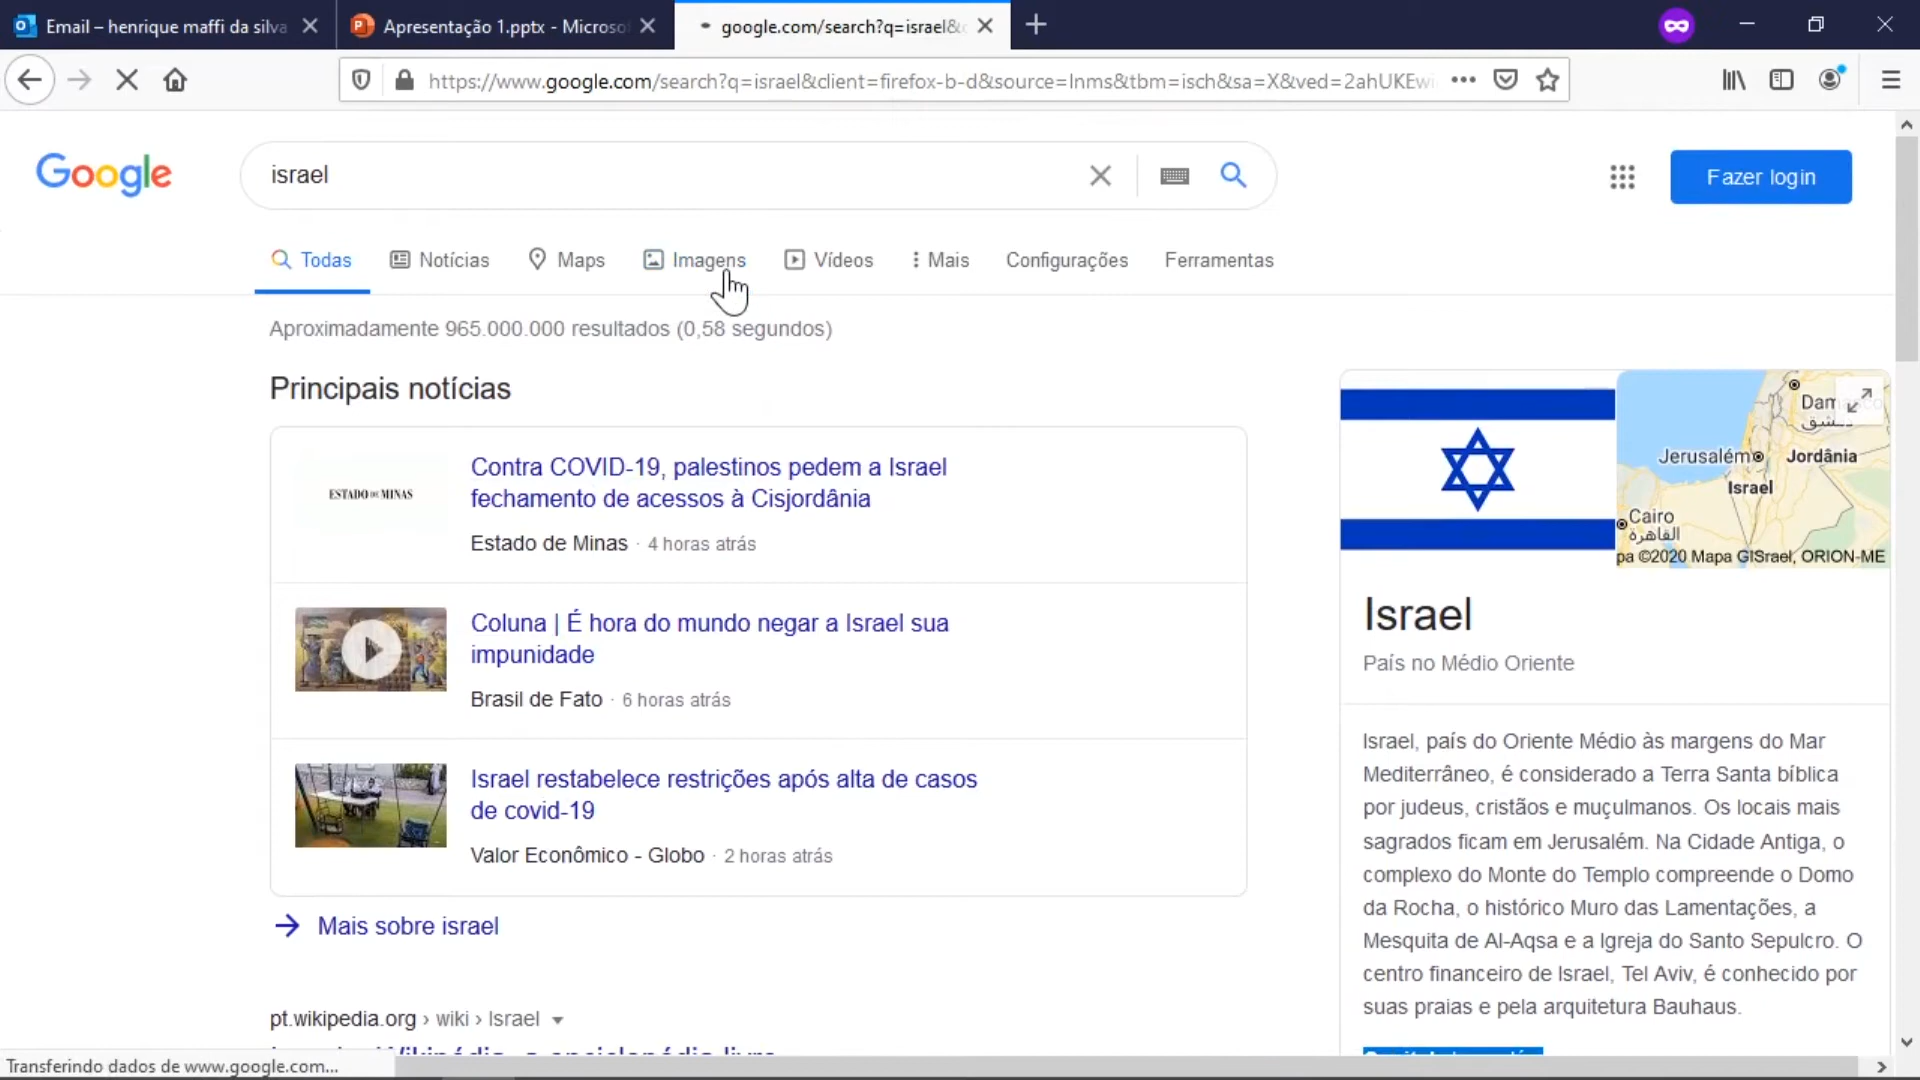 Email – henrique maffi da silva
Apresentação 1.pptx - Microso
google.com/search?q=israel&
https://www.google.com/search?q=israel&client=firefox-b-d&source=lnms&tbm=isch&sa=X&ved=2ahUKEwi
Google
israel
Fazer login
Todas
Notícias
Maps
Imagens
Vídeos
Mais
Configurações
Ferramentas
Aproximadamente 965.000.000 resultados (0,58 segundos)
Principais notícias
ESTADO DE MINAS
Contra COVID-19, palestinos pedem a Israel
fechamento de acessos à Cisjordânia
Estado de Minas · 4 horas atrás
Coluna | É hora do mundo negar a Israel sua
impunidade
Brasil de Fato · 6 horas atrás
Israel restabelece restrições após alta de casos
de covid-19
Valor Econômico - Globo · 2 horas atrás
Mais sobre israel
pt.wikipedia.org › wiki › Israel
Dam
دمشق
Jerusalém
Jordânia
Israel
Cairo
القاهرة
pa ©2020 Mapa GISrael, ORION-ME
Israel
País no Médio Oriente
Israel, país do Oriente Médio às margens do Mar
Mediterrâneo, é considerado a Terra Santa bíblica
por judeus, cristãos e muçulmanos. Os locais mais
sagrados ficam em Jerusalém. Na Cidade Antiga, o
complexo do Monte do Templo compreende o Domo
da Rocha, o histórico Muro das Lamentações, a
Mesquita de Al-Aqsa e a Igreja do Santo Sepulcro. O
centro financeiro de Israel, Tel Aviv, é conhecido por
suas praias e pela arquitetura Bauhaus.
Transferindo dados de www.google.com...